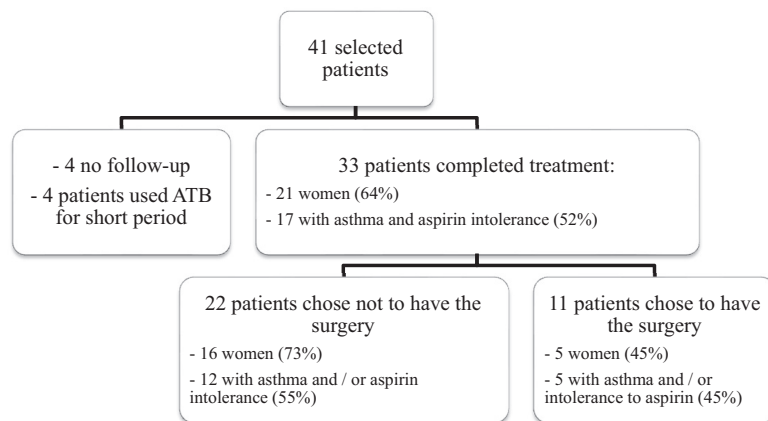 41 selected
patients
- 4 no follow-up
- 4 patients used ATB
for short period
33 patients completed treatment:
- 21 women (64%)
- 17 with asthma and aspirin intolerance (52%)
22 patients chose not to have the
surgery
- 16 women (73%)
- 12 with asthma and / or aspirin
intolerance (55%)
11 patients chose to have
the surgery
- 5 women (45%)
- 5 with asthma and / or
intolerance to aspirin (45%)